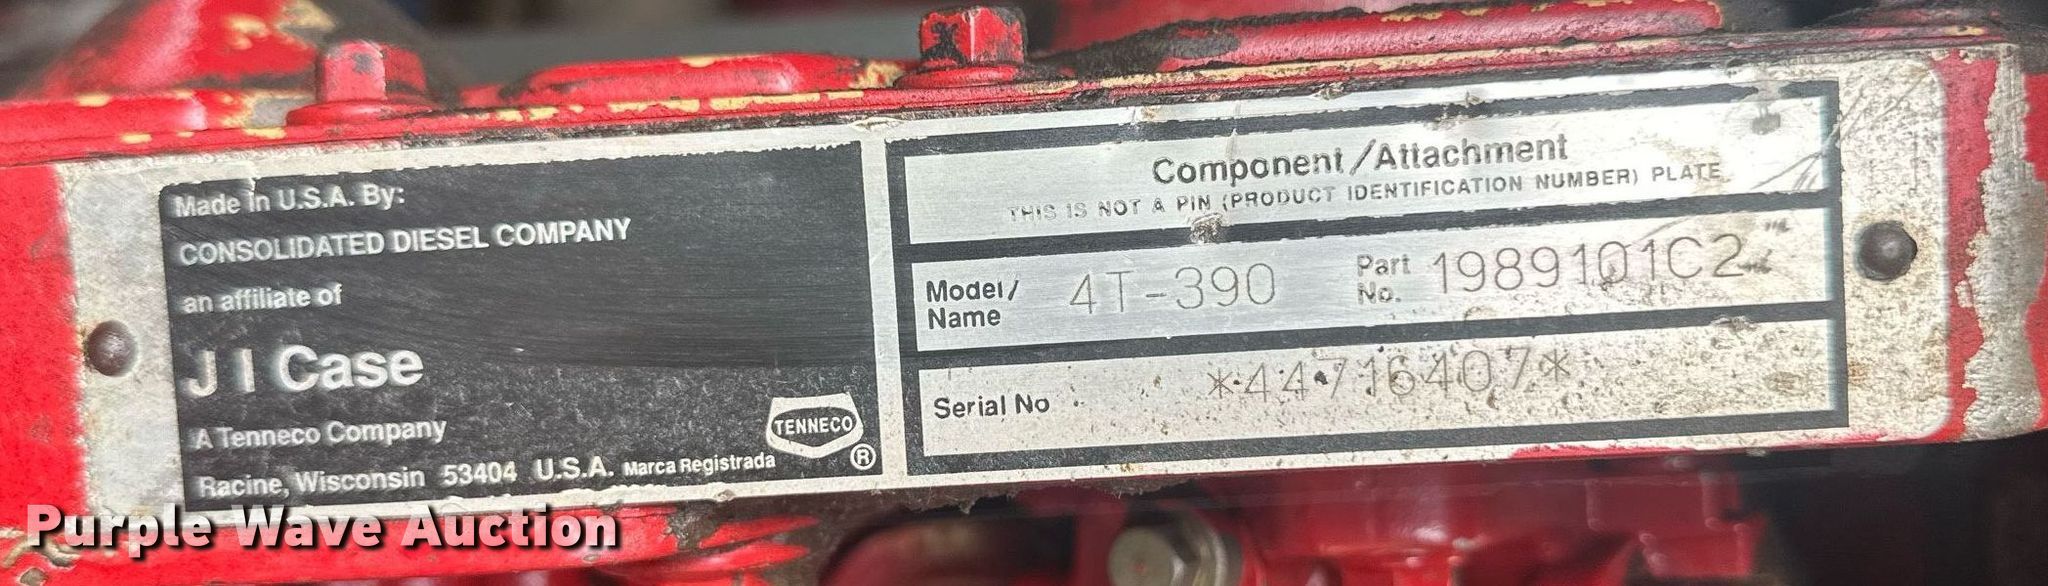 Made in U.S.A. By:
CONSOLIDATED DIESEL COMPANY
an affiliate of
J I Case
A Tenneco Company
Racine, Wisconsin 53404 U.S.A. Marca Registrada
TENNECO
®
Component/Attachment
THIS IS NOT A PIN (PRODUCT IDENTIFICATION NUMBER) PLATE
Model/
Name
4T-390
Part
No.
1989101C2
Serial No
*44716407*
Purple Wave Auction